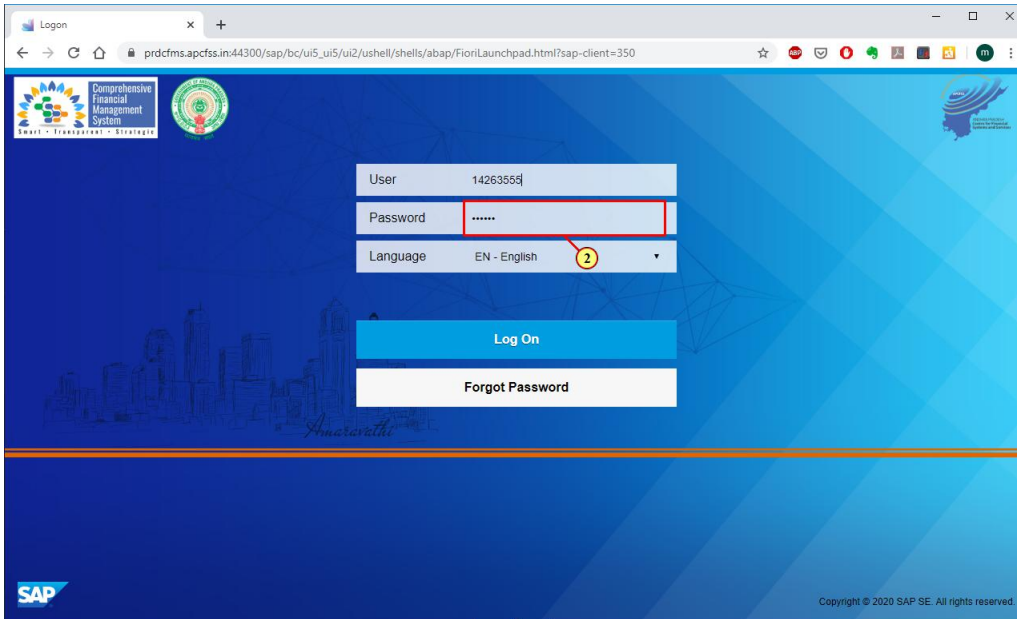 Logon
prdcfms.apcfss.in:44300/sap/bc/ui5_ui5/ui2/ushell/shells/abap/FioriLaunchpad.html?sap-client=350
ABP
m
Comprehensive
Financial
Management
System
Smart - Transparent - Strategic
User 14263555
Password ••••••
Language EN - English
2
Log On
Forgot Password
Amaravathi
SAP
Copyright © 2020 SAP SE. All rights reserved.